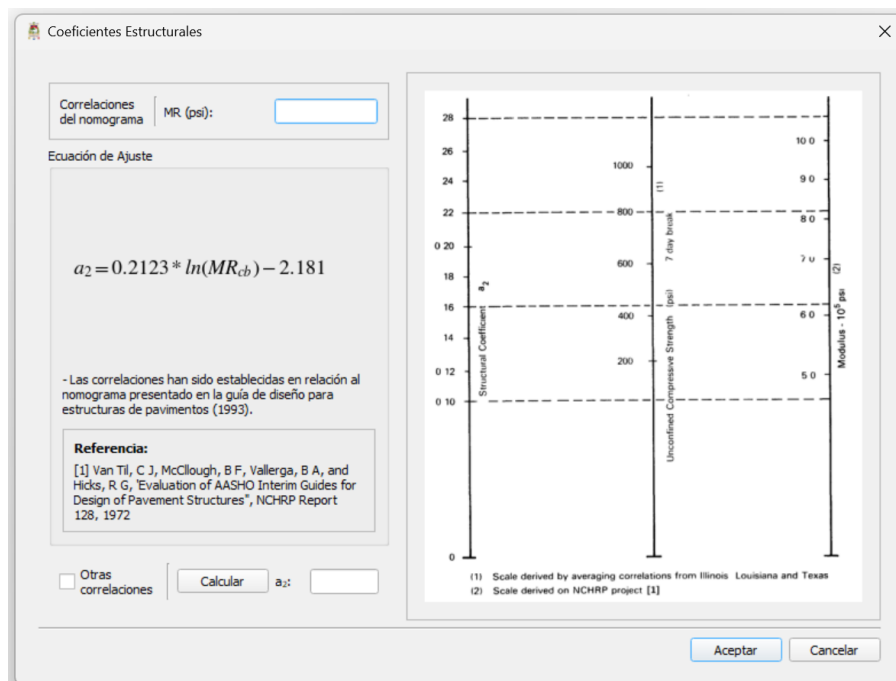 Coeficientes Estructurales
Correlaciones
del nomograma
MR (psi):
Ecuación de Ajuste
a₂=0.2123*ln(MR_cb)−2.181
- Las correlaciones han sido establecidas en relación al
nomograma presentado en la guía de diseño para
estructuras de pavimentos (1993).
Referencia:
[1] Van Til, C J, McCllough, B F, Vallerga, B A, and
Hicks, R G, 'Evaluation of AASHO Interim Guides for
Design of Pavement Structures", NCHRP Report
128, 1972
Otras
correlaciones
Calcular
a₂:
28
26
24
22
0 20
18
16
14
0 12
0 10
0
Structural Coefficient a₂
1000
800
600
400
200
Unconfined Compressive Strength (psi) 7 day break (1)
10 0
9 0
8 0
7 0
6 0
5 0
Modulus - 10⁵ psi (2)
(1) Scale derived by averaging correlations from Illinois Louisiana and Texas
(2) Scale derived on NCHRP project [1]
Aceptar
Cancelar